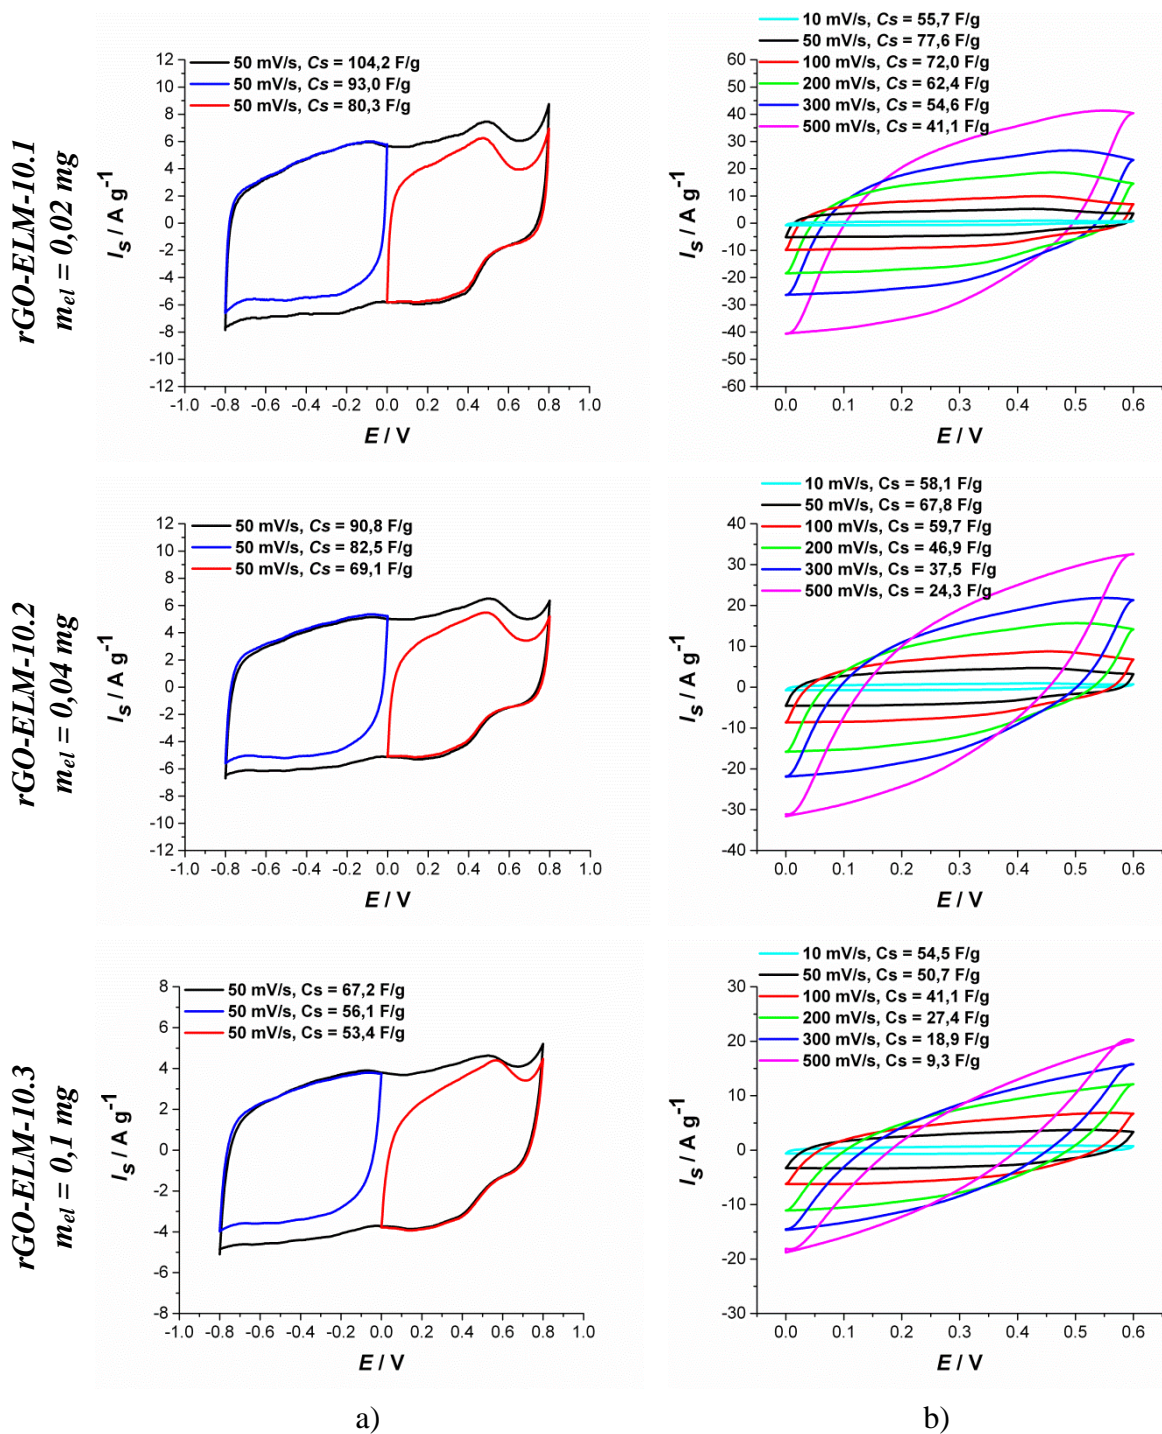 rGO-ELM-10.1
m_el = 0,02 mg
50 mV/s, Cs = 104,2 F/g
50 mV/s, Cs = 93,0 F/g
50 mV/s, Cs = 80,3 F/g
12
10
8
6
4
2
0
-2
-4
-6
-8
-10
-12
I_S / A g⁻¹
-1.0 -0.8 -0.6 -0.4 -0.2 0.0 0.2 0.4 0.6 0.8 1.0
E / V
10 mV/s, Cs = 55,7 F/g
50 mV/s, Cs = 77,6 F/g
100 mV/s, Cs = 72,0 F/g
200 mV/s, Cs = 62,4 F/g
300 mV/s, Cs = 54,6 F/g
500 mV/s, Cs = 41,1 F/g
60
50
40
30
20
10
0
-10
-20
-30
-40
-50
-60
I_S / A g⁻¹
0.0 0.1 0.2 0.3 0.4 0.5 0.6
E / V
rGO-ELM-10.2
m_el = 0,04 mg
50 mV/s, Cs = 90,8 F/g
50 mV/s, Cs = 82,5 F/g
50 mV/s, Cs = 69,1 F/g
12
10
8
6
4
2
0
-2
-4
-6
-8
-10
-12
I_S / A g⁻¹
-1.0 -0.8 -0.6 -0.4 -0.2 0.0 0.2 0.4 0.6 0.8 1.0
E / V
10 mV/s, Cs = 58,1 F/g
50 mV/s, Cs = 67,8 F/g
100 mV/s, Cs = 59,7 F/g
200 mV/s, Cs = 46,9 F/g
300 mV/s, Cs = 37,5 F/g
500 mV/s, Cs = 24,3 F/g
40
30
20
10
0
-10
-20
-30
-40
I_S / A g⁻¹
0.0 0.1 0.2 0.3 0.4 0.5 0.6
E / V
rGO-ELM-10.3
m_el = 0,1 mg
50 mV/s, Cs = 67,2 F/g
50 mV/s, Cs = 56,1 F/g
50 mV/s, Cs = 53,4 F/g
8
6
4
2
0
-2
-4
-6
-8
I_S / A g⁻¹
-1.0 -0.8 -0.6 -0.4 -0.2 0.0 0.2 0.4 0.6 0.8 1.0
E / V
10 mV/s, Cs = 54,5 F/g
50 mV/s, Cs = 50,7 F/g
100 mV/s, Cs = 41,1 F/g
200 mV/s, Cs = 27,4 F/g
300 mV/s, Cs = 18,9 F/g
500 mV/s, Cs = 9,3 F/g
30
20
10
0
-10
-20
-30
I_S / A g⁻¹
0.0 0.1 0.2 0.3 0.4 0.5 0.6
E / V
a)
b)